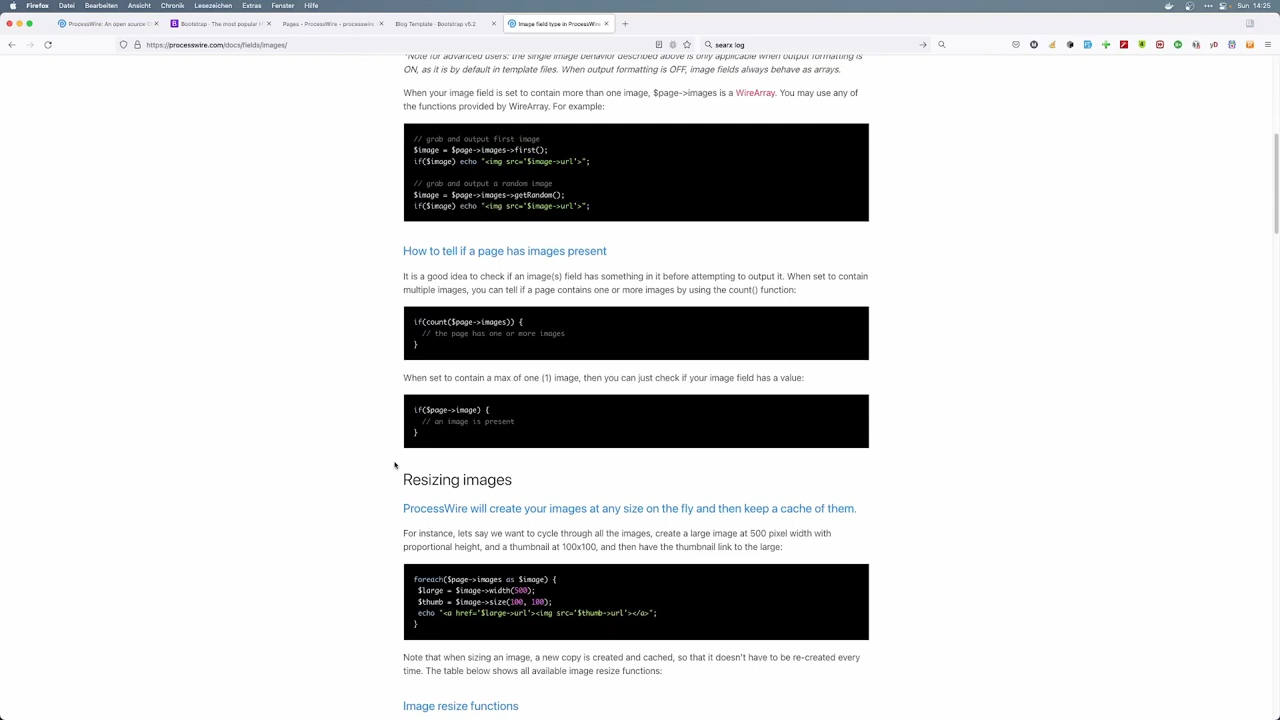 Firefox Datei Bearbeiten Ansicht Chronik Lesezeichen Extras Fenster Hilfe Sun 14:25
ProcessWire: An open source C Bootstrap · The most popular H Pages • ProcessWire • processwire. Blog Template · Bootstrap v5.2 Image field type in ProcessWire
https://processwire.com/docs/fields/images/ searx log
*Note for advanced users: the single image behavior described above is only applicable when output formatting is
ON, as it is by default in template files. When output formatting is OFF, image fields always behave as arrays.
When your image field is set to contain more than one image, $page->images is a WireArray. You may use any of
the functions provided by WireArray. For example:
// grab and output first image
$image = $page->images->first();
if($image) echo "<img src='$image->url'>";
// grab and output a random image
$image = $page->images->getRandom();
if($image) echo "<img src='$image->url'>";
How to tell if a page has images present
It is a good idea to check if an image(s) field has something in it before attempting to output it. When set to contain
multiple images, you can tell if a page contains one or more images by using the count() function:
if(count($page->images)) {
// the page has one or more images
}
When set to contain a max of one (1) image, then you can just check if your image field has a value:
if($page->image) {
// an image is present
}
Resizing images
ProcessWire will create your images at any size on the fly and then keep a cache of them.
For instance, lets say we want to cycle through all the images, create a large image at 500 pixel width with
proportional height, and a thumbnail at 100x100, and then have the thumbnail link to the large:
foreach($page->images as $image) {
$large = $image->width(500);
$thumb = $image->size(100, 100);
echo "<a href='$large->url'><img src='$thumb->url'></a>";
}
Note that when sizing an image, a new copy is created and cached, so that it doesn't have to be re-created every
time. The table below shows all available image resize functions:
Image resize functions